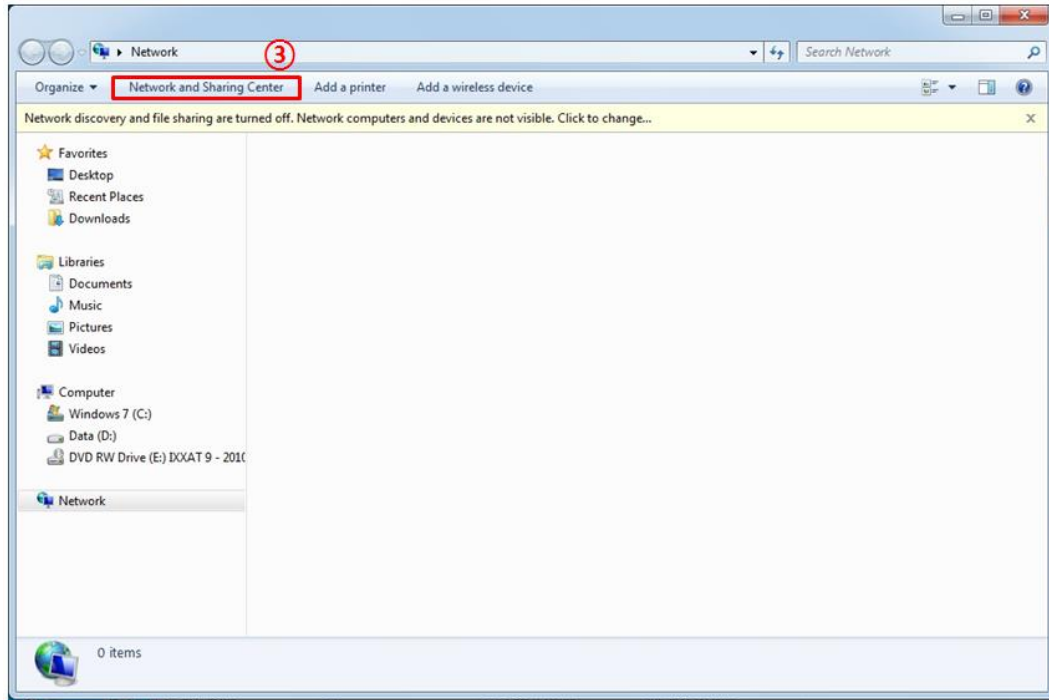 Network
③
Search Network
Organize
Network and Sharing Center
Add a printer
Add a wireless device
Network discovery and file sharing are turned off. Network computers and devices are not visible. Click to change...
Favorites
Desktop
Recent Places
Downloads
Libraries
Documents
Music
Pictures
Videos
Computer
Windows 7 (C:)
Data (D:)
DVD RW Drive (E:) IXXAT 9 - 2010
Network
0 items